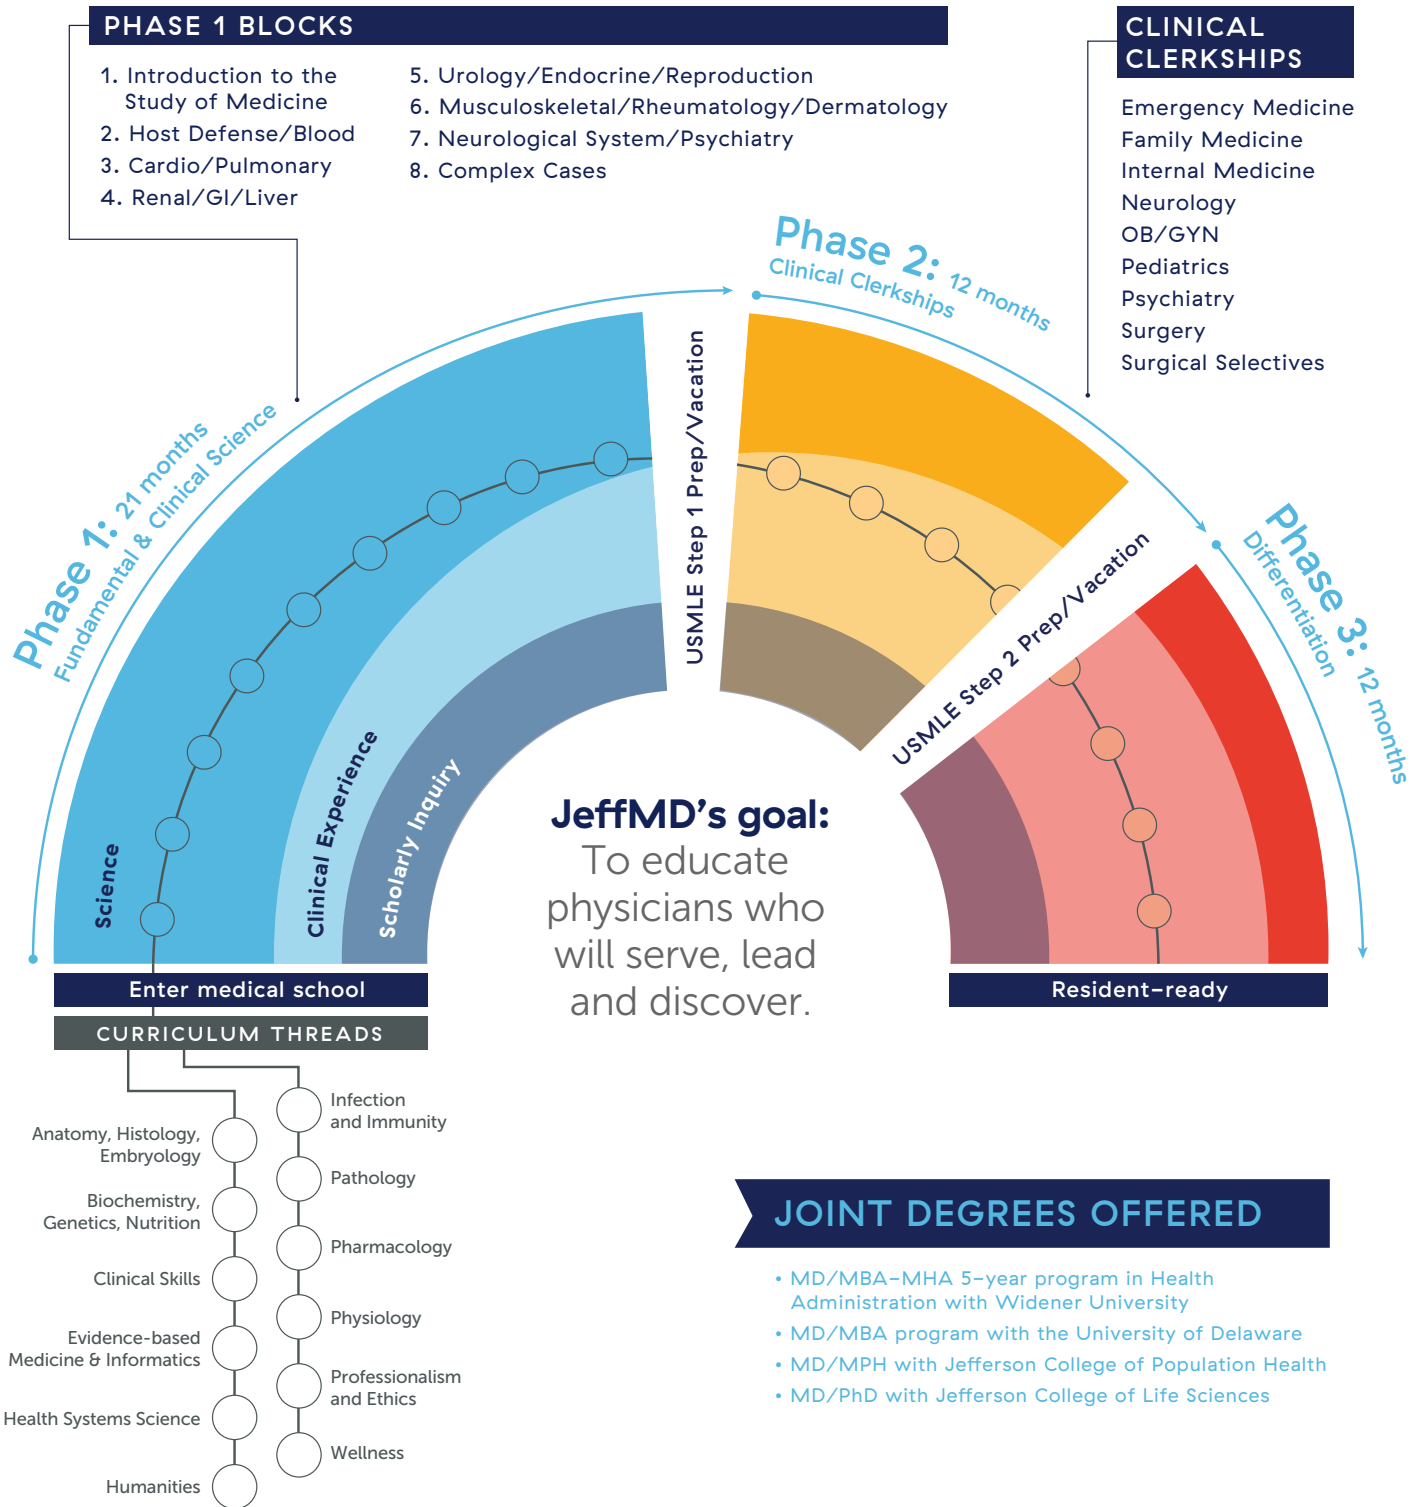 PHASE 1 BLOCKS
1. Introduction to the
Study of Medicine
2. Host Defense/Blood
3. Cardio/Pulmonary
4. Renal/GI/Liver
5. Urology/Endocrine/Reproduction
6. Musculoskeletal/Rheumatology/Dermatology
7. Neurological System/Psychiatry
8. Complex Cases
CLINICAL
CLERKSHIPS
Emergency Medicine
Family Medicine
Internal Medicine
Neurology
OB/GYN
Pediatrics
Psychiatry
Surgery
Surgical Selectives
Phase 1: 21 months
Fundamental & Clinical Science
Phase 2: 12 months
Clinical Clerkships
Phase 3: 12 months
Differentiation
USMLE Step 1 Prep/Vacation
USMLE Step 2 Prep/Vacation
Science
Clinical Experience
Scholarly Inquiry
JeffMD's goal:
To educate
physicians who
will serve, lead
and discover.
Enter medical school
Resident-ready
CURRICULUM THREADS
Anatomy, Histology,
Embryology
Biochemistry,
Genetics, Nutrition
Clinical Skills
Evidence-based
Medicine & Informatics
Health Systems Science
Humanities
Infection
and Immunity
Pathology
Pharmacology
Physiology
Professionalism
and Ethics
Wellness
JOINT DEGREES OFFERED
• MD/MBA-MHA 5-year program in Health
Administration with Widener University
• MD/MBA program with the University of Delaware
• MD/MPH with Jefferson College of Population Health
• MD/PhD with Jefferson College of Life Sciences